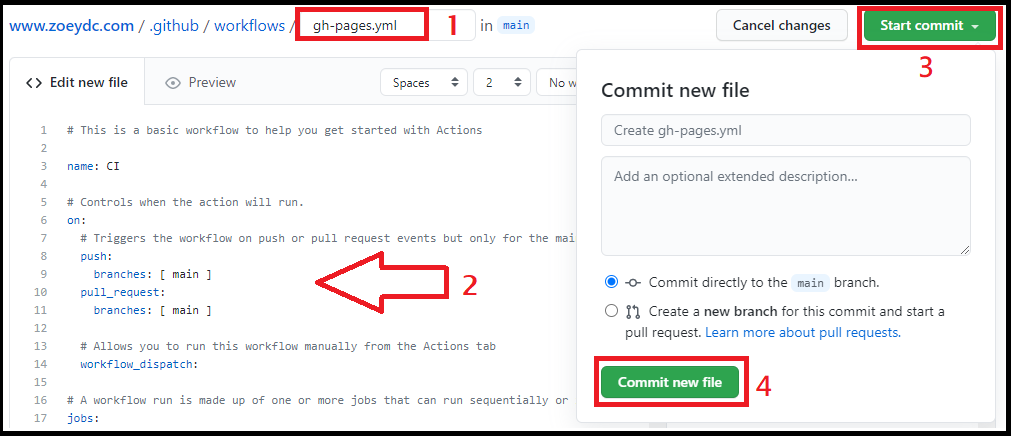 www.zoeydc.com / .github / workflows / gh-pages.yml 1 in main
Cancel changes
Start commit
3
Edit new file
Preview
Spaces
2
No w
1 # This is a basic workflow to help you get started with Actions
2
3 name: CI
4
5 # Controls when the action will run.
6 on:
7 # Triggers the workflow on push or pull request events but only for the mai
8 push:
9 branches: [ main ]
10 pull_request:
11 branches: [ main ]
12
13 # Allows you to run this workflow manually from the Actions tab
14 workflow_dispatch:
15
16 # A workflow run is made up of one or more jobs that can run sequentially or
17 jobs:
2
Commit new file
Create gh-pages.yml
Add an optional extended description...
Commit directly to the main branch.
Create a new branch for this commit and start a
pull request. Learn more about pull requests.
Commit new file
4